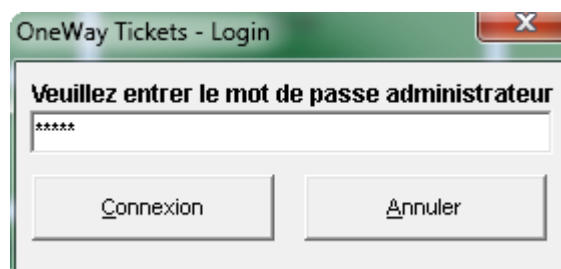 OneWay Tickets - Login
Veuillez entrer le mot de passe administrateur
*****
Connexion
Annuler